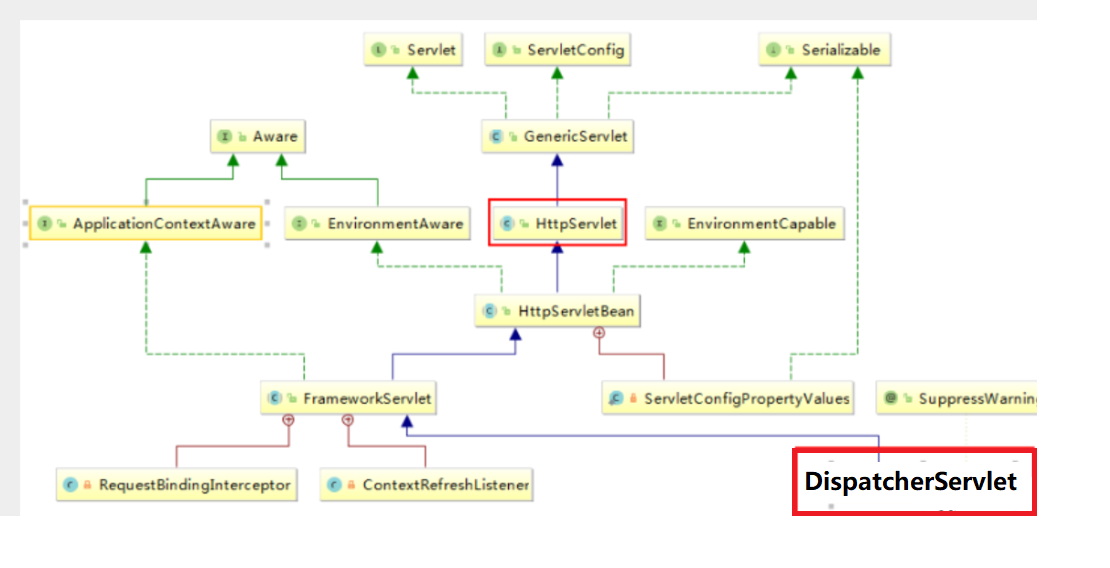 Servlet
ServletConfig
Serializable
Aware
GenericServlet
ApplicationContextAware
EnvironmentAware
HttpServlet
EnvironmentCapable
HttpServletBean
FrameworkServlet
ServletConfigPropertyValues
SuppressWarnin
RequestBindingInterceptor
ContextRefreshListener
DispatcherServlet